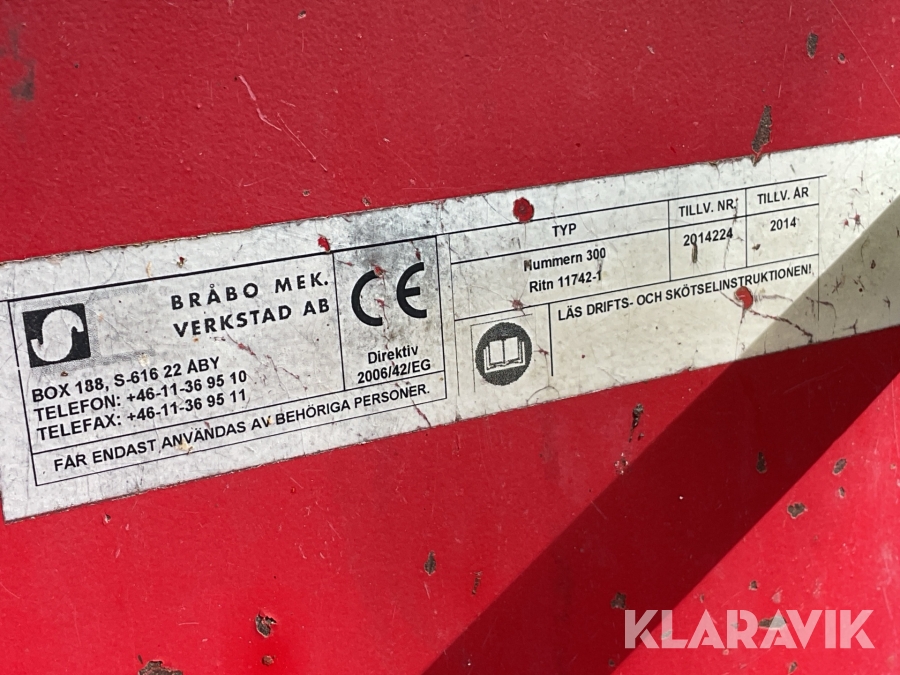 BRÅBO MEK.
VERKSTAD AB
BOX 188, S-616 22 ABY
TELEFON: +46-11-36 95 10
TELEFAX: +46-11-36 95 11
FÅR ENDAST ANVÄNDAS AV BEHÖRIGA PERSONER.
CE
Direktiv
2006/42/EG
TYP
Nummern 300
Ritn 11742-1
TILLV. NR.
2014224
TILLV. ÅR
2014
LÄS DRIFTS- OCH SKÖTSELINSTRUKTIONEN!
KLARAVIK